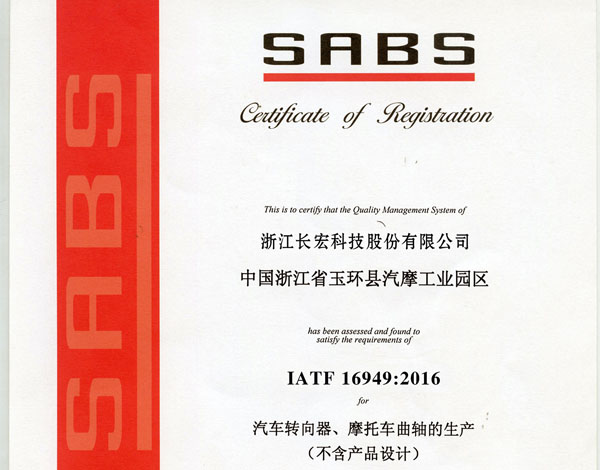 SABS
SABS
Certificate of Registration
This is to certify that the Quality Management System of
浙江长宏科技股份有限公司
中国浙江省玉环县汽摩工业园区
has been assessed and found to
satisfy the requirements of
IATF 16949:2016
for
汽车转向器、摩托车曲轴的生产
(不含产品设计)